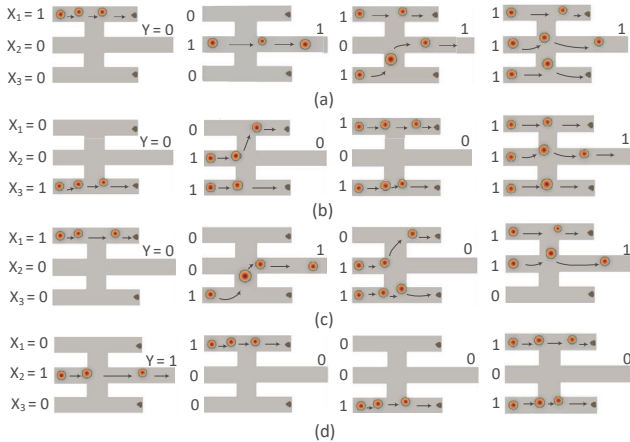 X₁ = 1 0 1 1
Y = 0 1 1 1
X₂ = 0 1 0 1
X₃ = 0 0 1 1
(a)
X₁ = 0 0 1 1
Y = 0 0 0 1
X₂ = 0 1 0 1
X₃ = 1 1 1 1
(b)
X₁ = 1 0 0 1
Y = 0 1 0 1
X₂ = 0 0 1 1
X₃ = 0 1 1 0
(c)
X₁ = 0 1 0 1
Y = 1 0 0 0
X₂ = 1 0 0 0
X₃ = 0 0 1 1
(d)